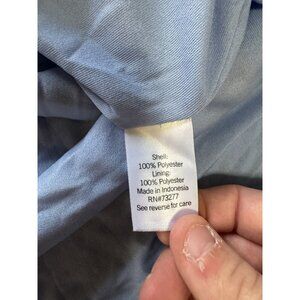 Shell:
100% Polyester
Lining:
100% Polyester
Made in Indonesia
RN#73277
See reverse for care